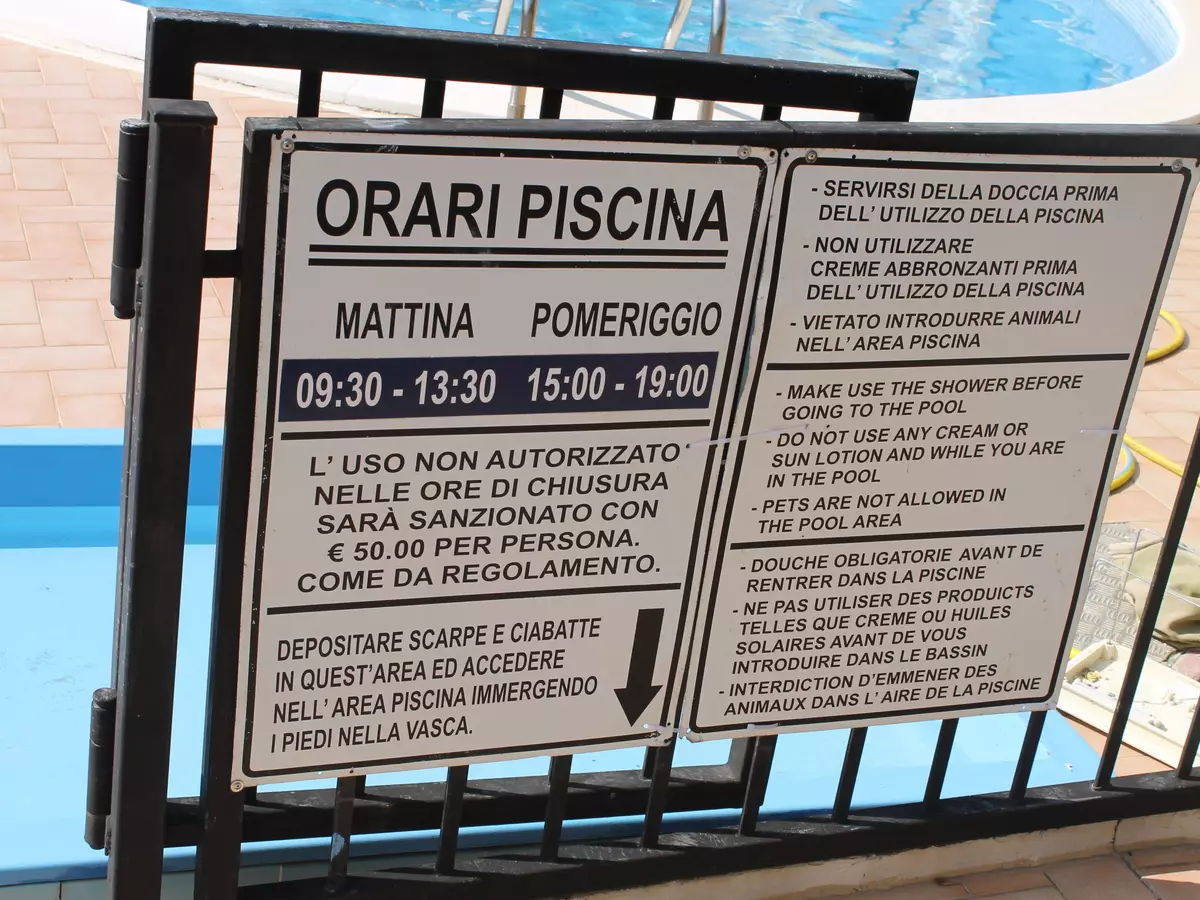 ORARI PISCINA
MATTINA POMERIGGIO
09:30 - 13:30 15:00 - 19:00
L' USO NON AUTORIZZATO
NELLE ORE DI CHIUSURA
SARÀ SANZIONATO CON
€ 50.00 PER PERSONA.
COME DA REGOLAMENTO.
DEPOSITARE SCARPE E CIABATTE
IN QUEST'AREA ED ACCEDERE
NELL' AREA PISCINA IMMERGENDO
I PIEDI NELLA VASCA.
- SERVIRSI DELLA DOCCIA PRIMA
DELL' UTILIZZO DELLA PISCINA
- NON UTILIZZARE
CREME ABBRONZANTI PRIMA
DELL' UTILIZZO DELLA PISCINA
- VIETATO INTRODURRE ANIMALI
NELL' AREA PISCINA
- MAKE USE THE SHOWER BEFORE
GOING TO THE POOL
- DO NOT USE ANY CREAM OR
SUN LOTION AND WHILE YOU ARE
IN THE POOL
- PETS ARE NOT ALLOWED IN
THE POOL AREA
- DOUCHE OBLIGATORIE AVANT DE
RENTRER DANS LA PISCINE
- NE PAS UTILISER DES PRODUCTS
TELLES QUE CREME OU HUILES
SOLAIRES AVANT DE VOUS
INTRODUIRE DANS LE BASSIN
- INTERDICTION D'EMMENER DES
ANIMAUX DANS L' AIRE DE LA PISCINE